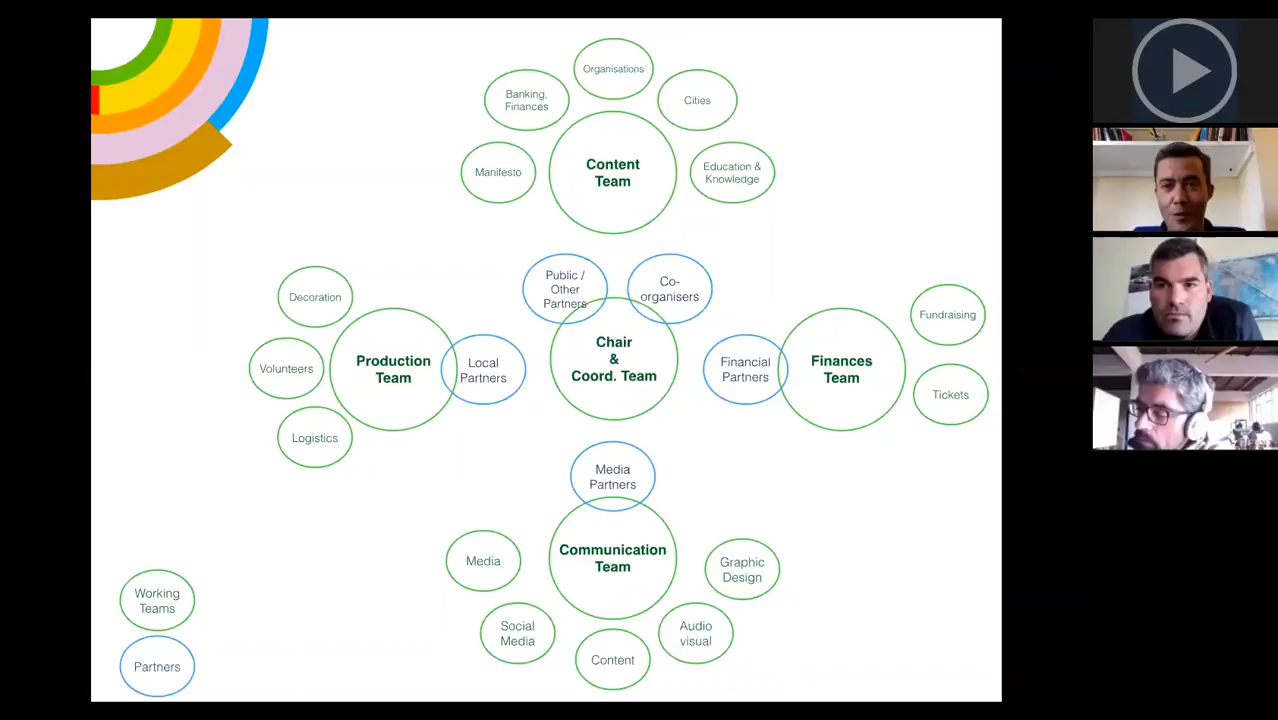 Organisations
Banking,
Finances
Cities
Content
Team
Manifesto
Education &
Knowledge
Public /
Other
Partners
Co-
organisers
Decoration
Fundraising
Production
Team
Local
Partners
Chair
&
Coord. Team
Financial
Partners
Finances
Team
Volunteers
Tickets
Logistics
Media
Partners
Communication
Team
Media
Graphic
Design
Social
Media
Audio
visual
Content
Working
Teams
Partners